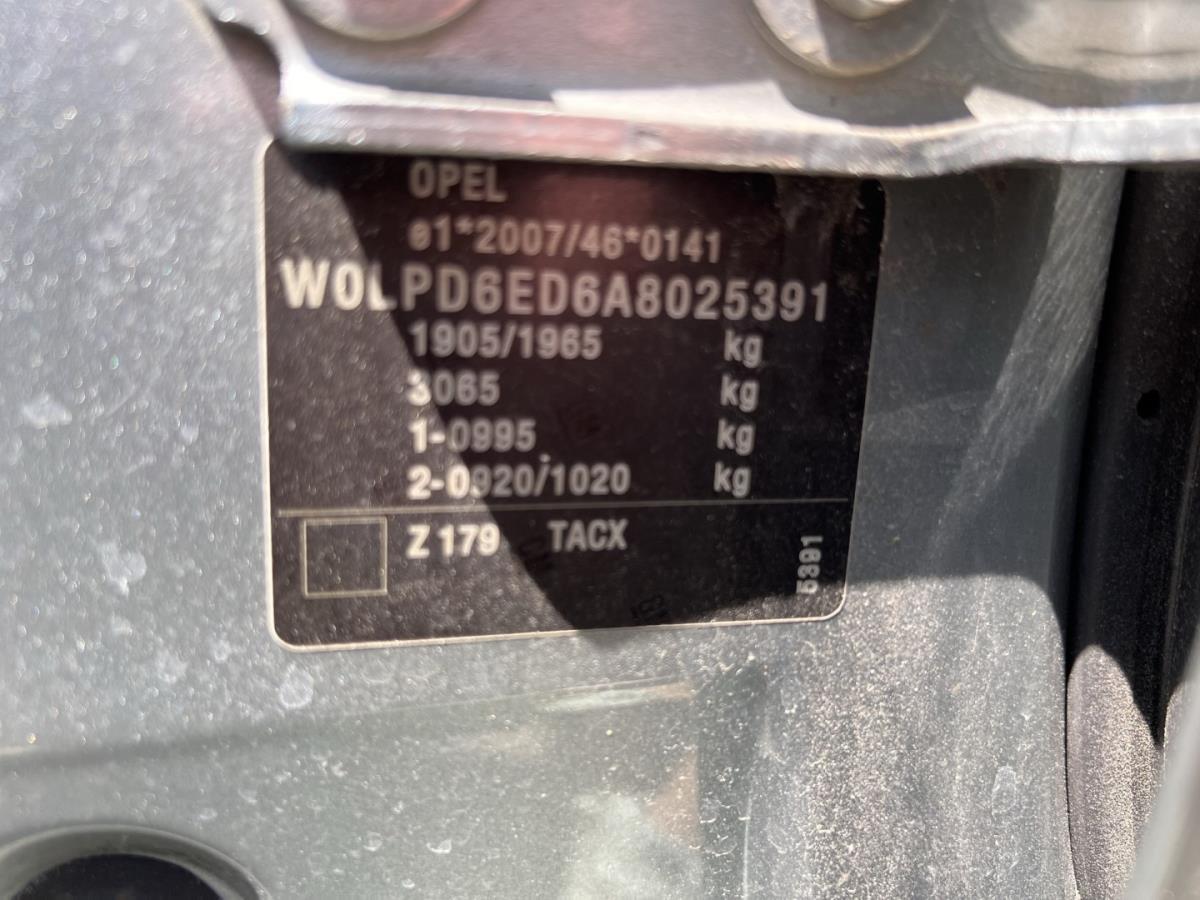 OPEL
e1*2007/46*0141
W0LPD6ED6A8025391
1905/1965 kg
3065 kg
1-0995 kg
2-0920/1020 kg
Z 179 TACX
5391